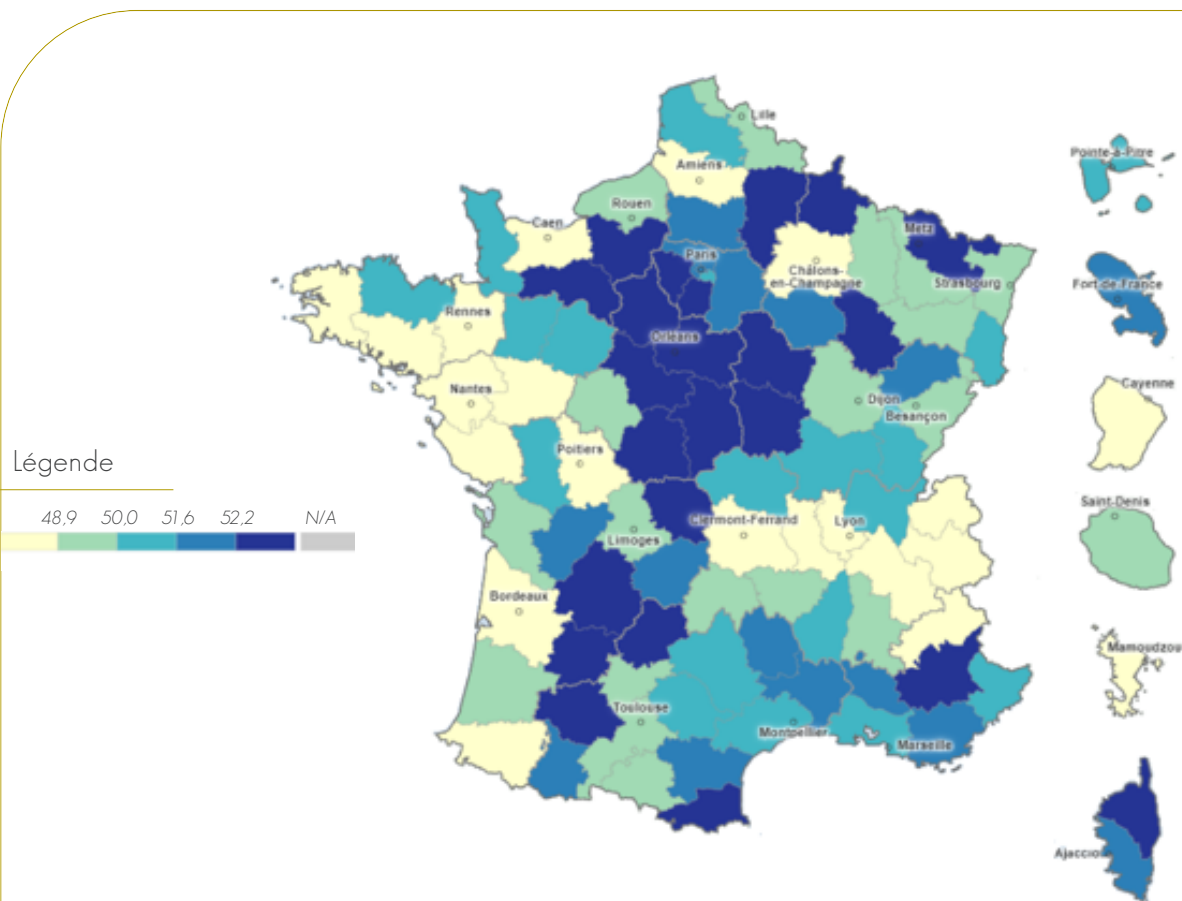 Lille
Pointe-à-Pitre
Amiens
Rouen
Caen
Metz
Paris
Châlons-
en-Champagne
Strasbourg
Fort-de-France
Rennes
Orléans
Cayenne
Nantes
Dijon
Besançon
Poitiers
Légende
Saint-Denis
48,9 50,0 51,6 52,2 N/A
Clermont-Ferrand
Lyon
Limoges
Bordeaux
Mamoudzou
Toulouse
Montpellier
Marseille
Ajaccio